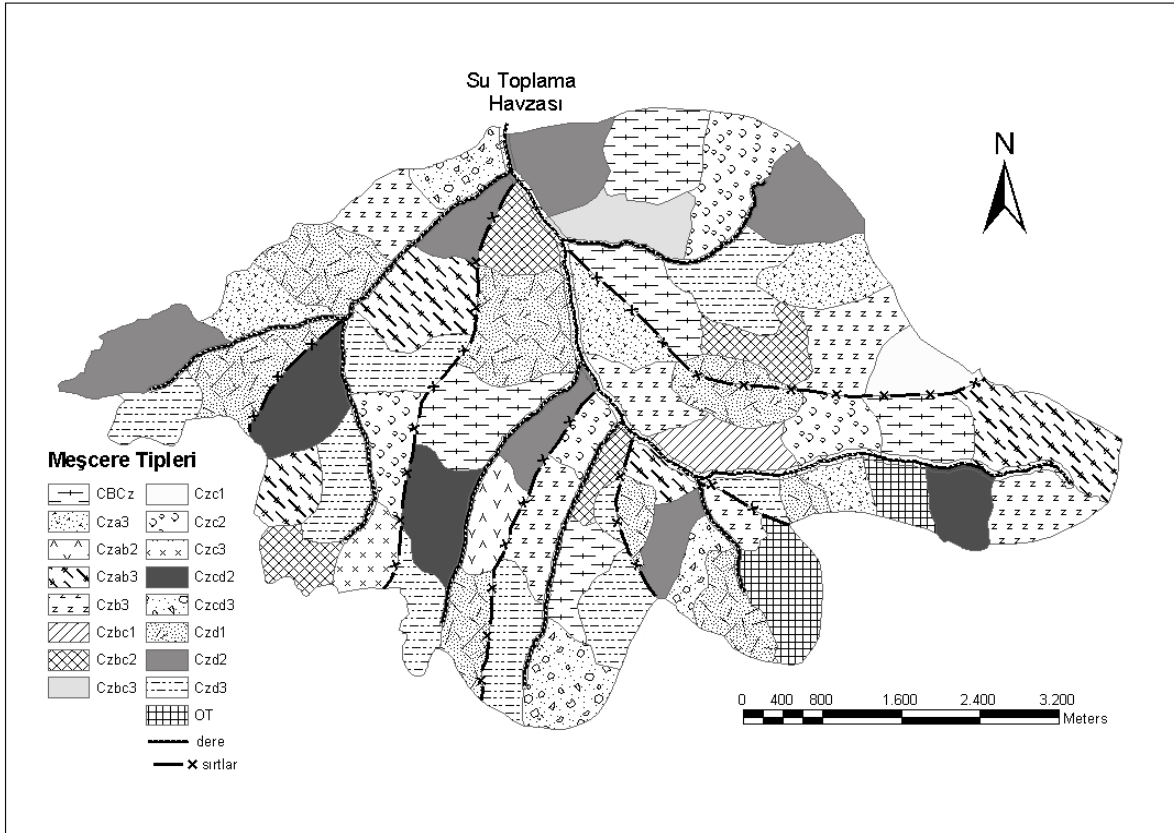 Su Toplama
Havzası
N
Meşcere Tipleri
CBCz
Cza3
Czab2
Czab3
Czb3
Czbc1
Czbc2
Czbc3
Czc1
Czc2
Czc3
Czcd2
Czcd3
Czd1
Czd2
Czd3
OT
dere
sırtlar
0 400 800 1.600 2.400 3.200
Meters